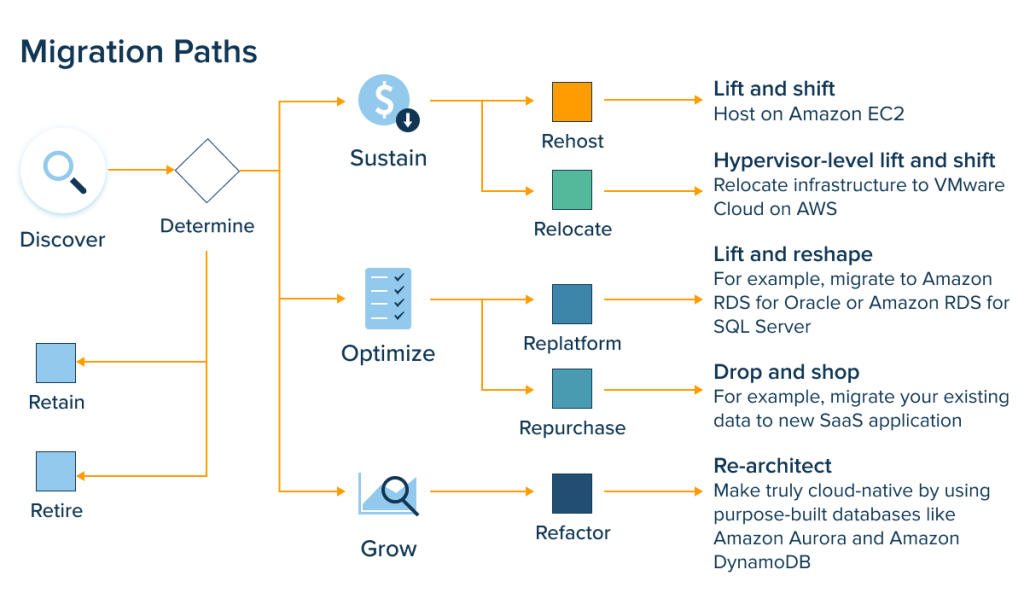 Migration Paths
Discover
Determine
Retain
Retire
Sustain
Optimize
Grow
Rehost
Relocate
Replatform
Repurchase
Refactor
Lift and shift
Host on Amazon EC2
Hypervisor-level lift and shift
Relocate infrastructure to VMware
Cloud on AWS
Lift and reshape
For example, migrate to Amazon
RDS for Oracle or Amazon RDS for
SQL Server
Drop and shop
For example, migrate your existing
data to new SaaS application
Re-architect
Make truly cloud-native by using
purpose-built databases like
Amazon Aurora and Amazon
DynamoDB